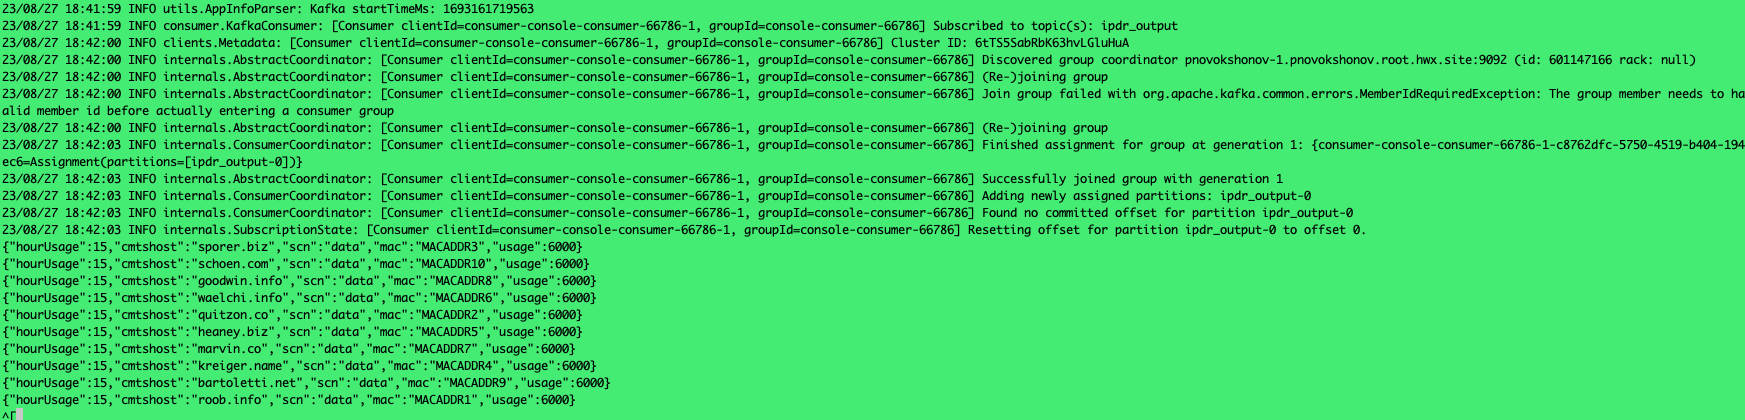 23/08/27 18:41:59 INFO utils.AppInfoParser: Kafka startTimeMs: 1693161719563
23/08/27 18:41:59 INFO consumer.KafkaConsumer: [Consumer clientId=consumer-console-consumer-66786-1, groupId=console-consumer-66786] Subscribed to topic(s): ipdr_output
23/08/27 18:42:00 INFO clients.Metadata: [Consumer clientId=consumer-console-consumer-66786-1, groupId=console-consumer-66786] Cluster ID: 6tTS5SabRbK63hvLGluHuA
23/08/27 18:42:00 INFO internals.AbstractCoordinator: [Consumer clientId=consumer-console-consumer-66786-1, groupId=console-consumer-66786] Discovered group coordinator pnovokshonov-1.pnovokshonov.root.hwx.site:9092 (id: 601147166 rack: null)
23/08/27 18:42:00 INFO internals.AbstractCoordinator: [Consumer clientId=consumer-console-consumer-66786-1, groupId=console-consumer-66786] (Re-)joining group
23/08/27 18:42:00 INFO internals.AbstractCoordinator: [Consumer clientId=consumer-console-consumer-66786-1, groupId=console-consumer-66786] Join group failed with org.apache.kafka.common.errors.MemberIdRequiredException: The group member needs to ha
alid member id before actually entering a consumer group
23/08/27 18:42:00 INFO internals.AbstractCoordinator: [Consumer clientId=consumer-console-consumer-66786-1, groupId=console-consumer-66786] (Re-)joining group
23/08/27 18:42:03 INFO internals.ConsumerCoordinator: [Consumer clientId=consumer-console-consumer-66786-1, groupId=console-consumer-66786] Finished assignment for group at generation 1: {consumer-console-consumer-66786-1-c8762dfc-5750-4519-b404-194
ec6=Assignment(partitions=[ipdr_output-0])}
23/08/27 18:42:03 INFO internals.AbstractCoordinator: [Consumer clientId=consumer-console-consumer-66786-1, groupId=console-consumer-66786] Successfully joined group with generation 1
23/08/27 18:42:03 INFO internals.ConsumerCoordinator: [Consumer clientId=consumer-console-consumer-66786-1, groupId=console-consumer-66786] Adding newly assigned partitions: ipdr_output-0
23/08/27 18:42:03 INFO internals.ConsumerCoordinator: [Consumer clientId=consumer-console-consumer-66786-1, groupId=console-consumer-66786] Found no committed offset for partition ipdr_output-0
23/08/27 18:42:03 INFO internals.SubscriptionState: [Consumer clientId=consumer-console-consumer-66786-1, groupId=console-consumer-66786] Resetting offset for partition ipdr_output-0 to offset 0.
{"hourUsage":15,"cmtshost":"sporer.biz","scn":"data","mac":"MACADDR3","usage":6000}
{"hourUsage":15,"cmtshost":"schoen.com","scn":"data","mac":"MACADDR10","usage":6000}
{"hourUsage":15,"cmtshost":"goodwin.info","scn":"data","mac":"MACADDR8","usage":6000}
{"hourUsage":15,"cmtshost":"waelchi.info","scn":"data","mac":"MACADDR6","usage":6000}
{"hourUsage":15,"cmtshost":"quitzon.co","scn":"data","mac":"MACADDR2","usage":6000}
{"hourUsage":15,"cmtshost":"heaney.biz","scn":"data","mac":"MACADDR5","usage":6000}
{"hourUsage":15,"cmtshost":"marvin.co","scn":"data","mac":"MACADDR7","usage":6000}
{"hourUsage":15,"cmtshost":"kreiger.name","scn":"data","mac":"MACADDR4","usage":6000}
{"hourUsage":15,"cmtshost":"bartoletti.net","scn":"data","mac":"MACADDR9","usage":6000}
{"hourUsage":15,"cmtshost":"roob.info","scn":"data","mac":"MACADDR1","usage":6000}